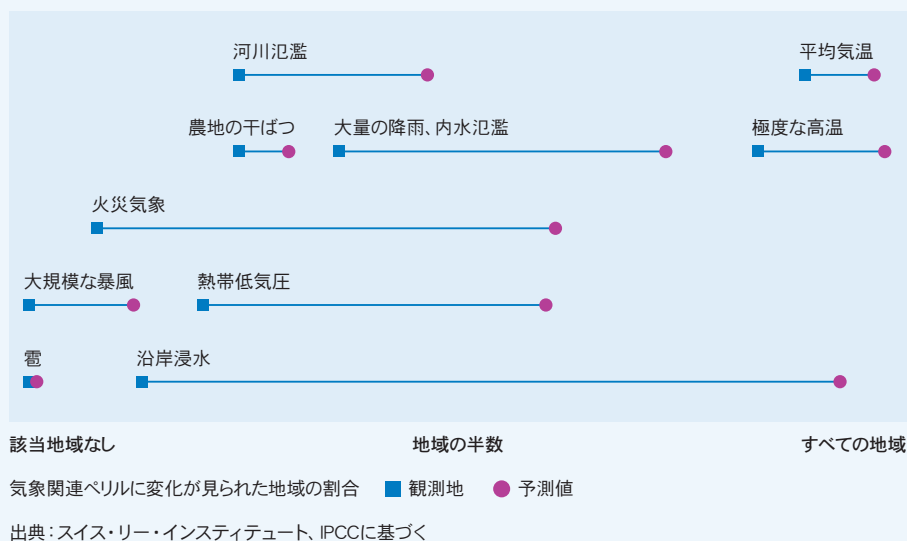 河川氾濫 平均気温
農地の干ばつ 大量の降雨、内水氾濫 極度な高温
火災気象
大規模な暴風 熱帯低気圧
雹 沿岸浸水
該当地域なし 地域の半数 すべての地域
気象関連ペリルに変化が見られた地域の割合 観測地 予測値
出典：スイス・リー・インスティテュート、IPCCに基づく